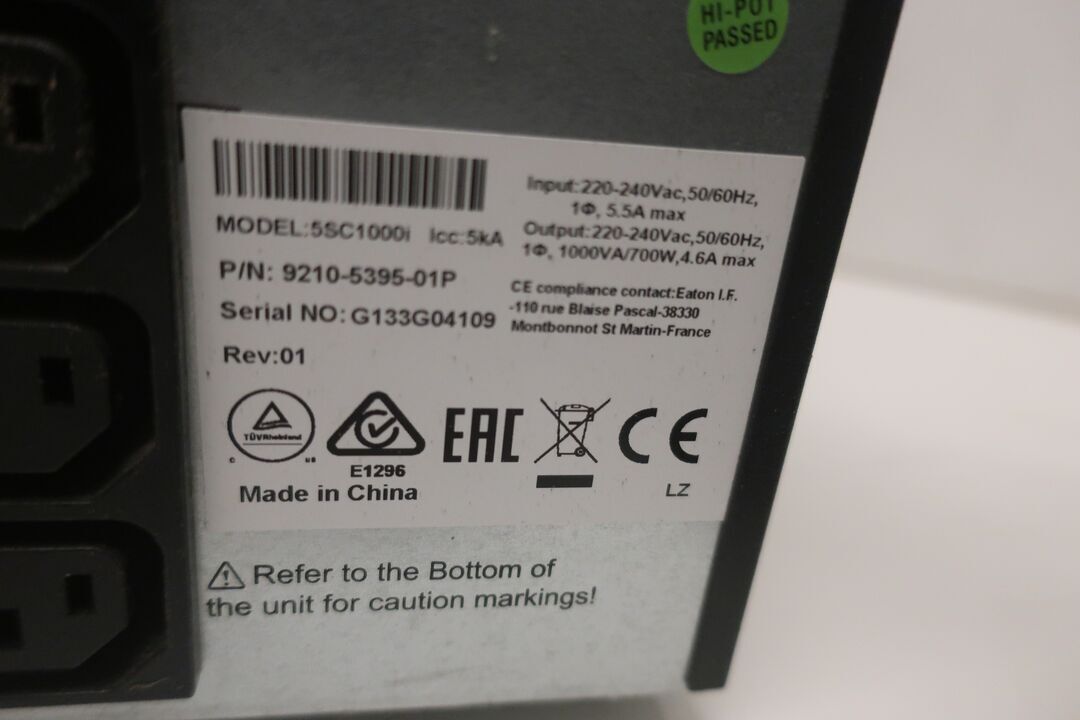 HI-POT
PASSED
MODEL:5SC1000i Icc:5kA
P/N: 9210-5395-01P
Serial NO: G133G04109
Rev:01
Input:220-240Vac,50/60Hz,
1Φ, 5.5A max
Output:220-240Vac,50/60Hz,
1Φ, 1000VA/700W,4.6A max
CE compliance contact:Eaton I.F.
-110 rue Blaise Pascal-38330
Montbonnot St Martin-France
TÜVRheinland
C US
E1296
EAC
CE
Made in China
LZ
Refer to the Bottom of
the unit for caution markings!